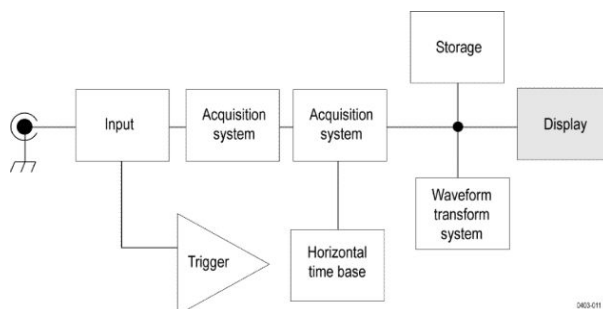 Storage
Input
Acquisition
system
Acquisition
system
Display
Waveform
transform
system
Trigger
Horizontal
time base
0403-011